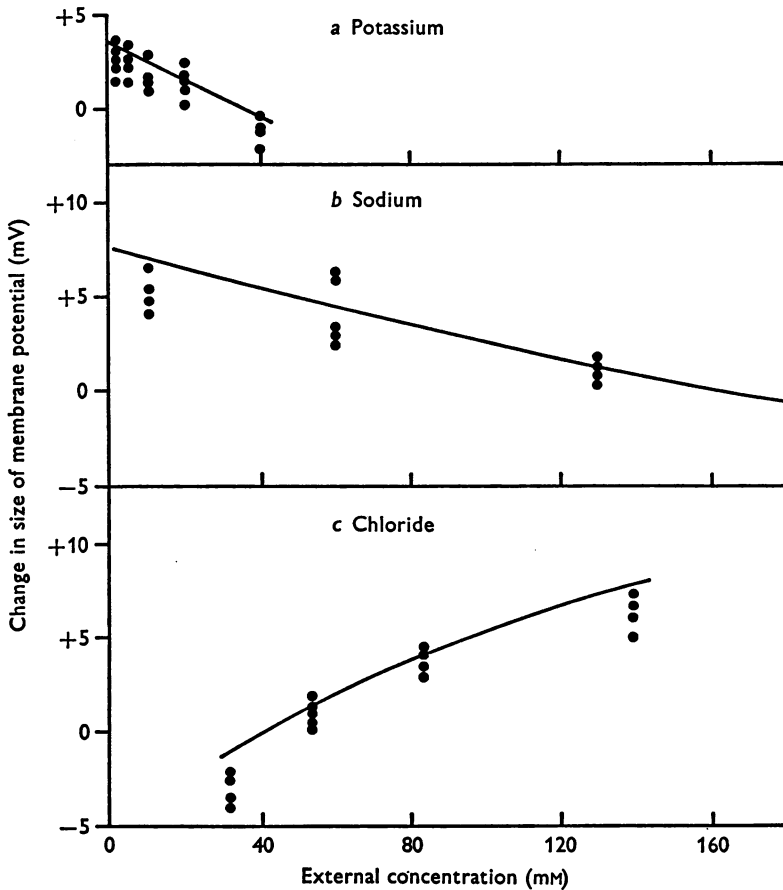 a Potassium
+5
0
b Sodium
+10
+5
0
−5
c Chloride
+10
+5
0
−5
0 40 80 120 160
External concentration (mM)
Change in size of membrane potential (mV)